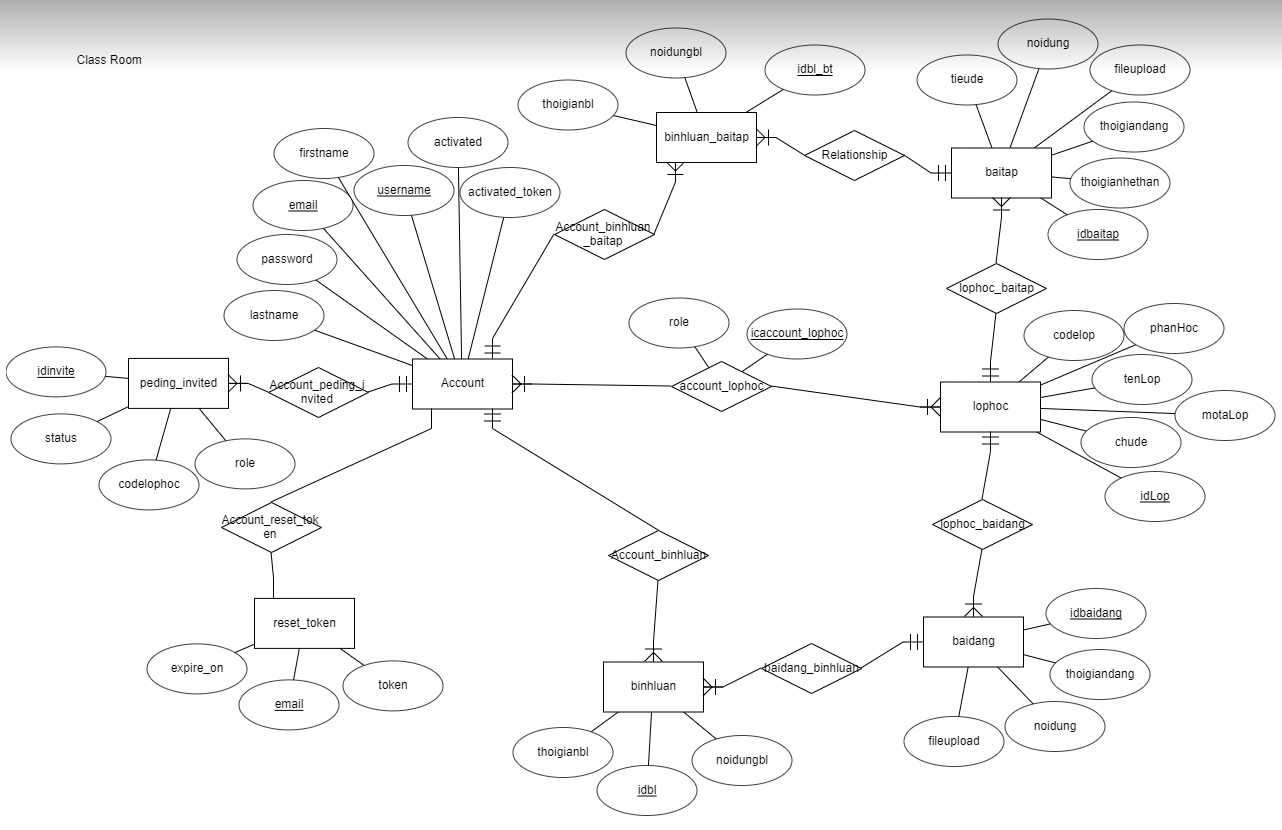 Class Room
noidungbl
idbl_bt
thoigianbl
binhluan_baitap
Relationship
noidung
tieude
fileupload
thoigiandang
thoigianhethan
baitap
idbaitap
activated
firstname
username
activated_token
email
password
lastname
Account_binhluan
_baitap
lophoc_baitap
role
icaccount_lophoc
account_lophoc
codelop
phanHoc
tenLop
motaLop
chude
idLop
lophoc
idinvite
peding_invited
Account_peding_i
nvited
Account
status
codelophoc
role
Account_reset_tok
en
Account_binhluan
lophoc_baidang
reset_token
expire_on
email
token
binhluan
baidang_binhluan
baidang
idbaidang
thoigiandang
noidung
fileupload
thoigianbl
idbl
noidungbl